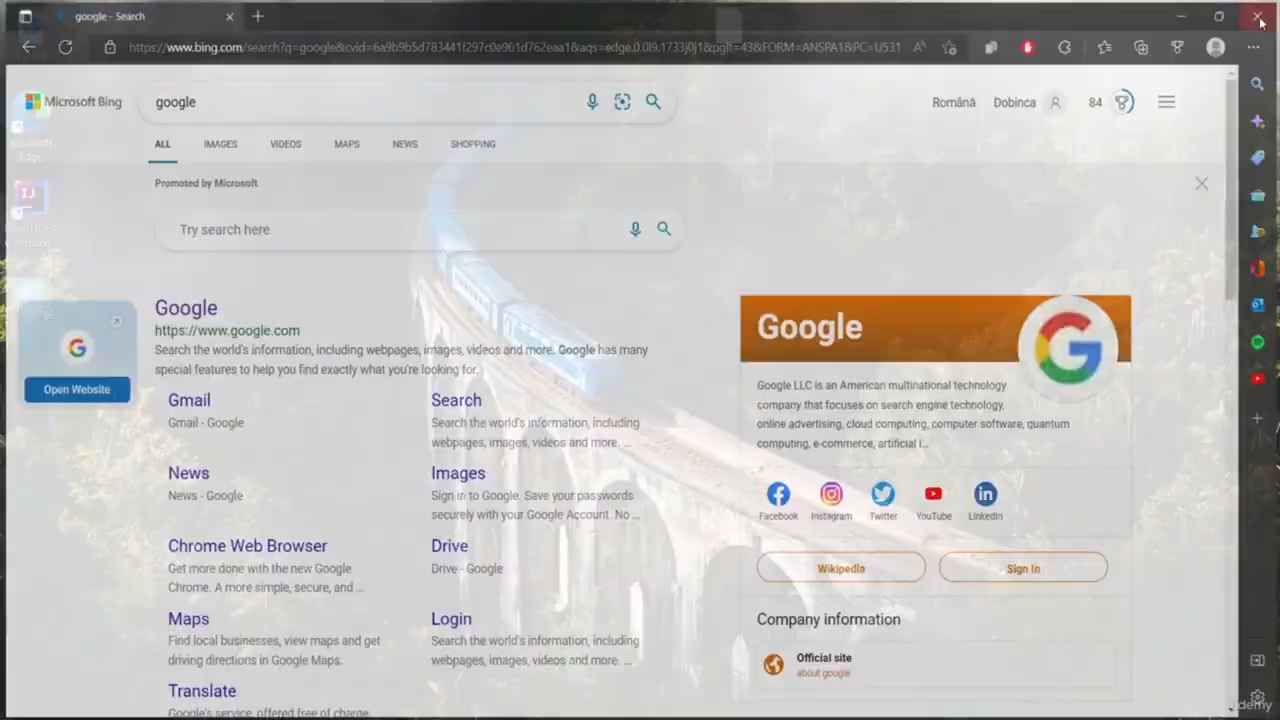 google - Search
https://www.bing.com/search?q=google&cvid=6a9b9b5d783441f297c0e961d762eaa1&aqs=edge.0.0l9.1733j0j1&pglt=43&FORM=ANSPA1&PC=U531
Microsoft Bing
google
Română
Dobinca
84
ALL
IMAGES
VIDEOS
MAPS
NEWS
SHOPPING
Promoted by Microsoft
Try search here
Open Website
Google
https://www.google.com
Search the world's information, including webpages, images, videos and more. Google has many
special features to help you find exactly what you're looking for.
Gmail
Gmail - Google
Search
Search the world's information, including
webpages, images, videos and more. ...
News
News - Google
Images
Sign in to Google. Save your passwords
securely with your Google Account. No ...
Chrome Web Browser
Get more done with the new Google
Chrome. A more simple, secure, and ...
Drive
Drive - Google
Maps
Find local businesses, view maps and get
driving directions in Google Maps.
Login
Search the world's information, including
webpages, images, videos and more. ...
Translate
Google's service, offered free of charge,
Google
Google LLC is an American multinational technology
company that focuses on search engine technology,
online advertising, cloud computing, computer software, quantum
computing, e-commerce, artificial i...
Facebook
Instagram
Twitter
YouTube
LinkedIn
Wikipedia
Sign In
Company information
Official site
about.google